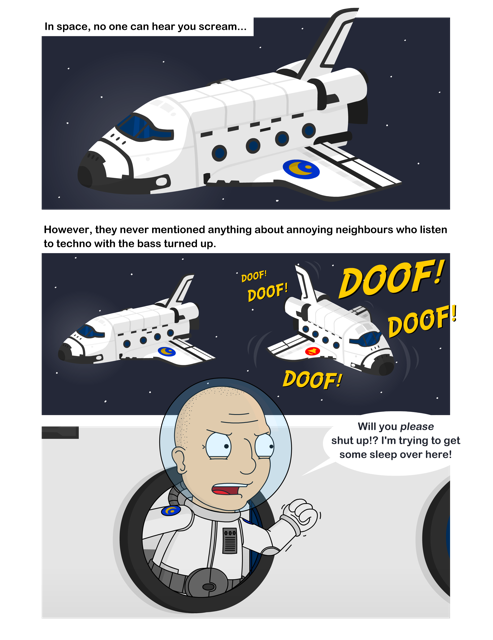 In space, no one can hear you scream...
However, they never mentioned anything about annoying neighbours who listen
to techno with the bass turned up.
DOOF!
DOOF!
DOOF!
DOOF!
DOOF!
Will you please
shut up!? I'm trying to get
some sleep over here!